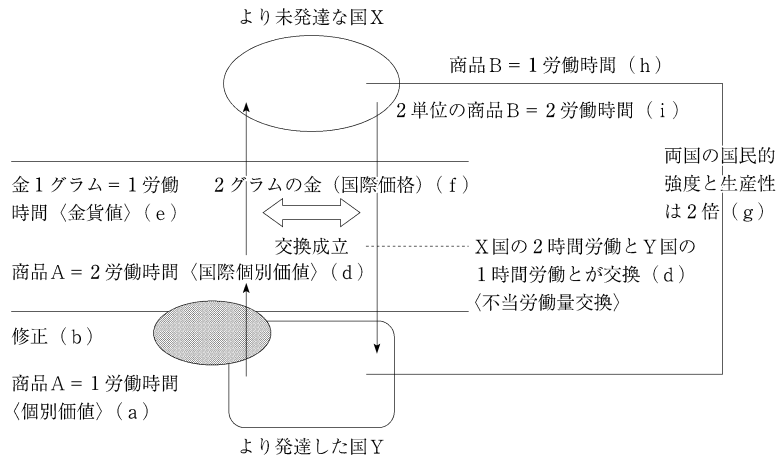 より未発達な国X
商品B=1労働時間(h)
2単位の商品B=2労働時間(i)
両国の国民的
強度と生産性
は2倍(g)
金1グラム=1労働
時間〈金貨値〉(e)
2グラムの金(国際価格)(f)
交換成立
X国の2時間労働とY国の
1時間労働とが交換(d)
〈不当労働量交換〉
商品A=2労働時間〈国際個別価値〉(d)
修正(b)
商品A=1労働時間
〈個別価値〉(a)
より発達した国Y